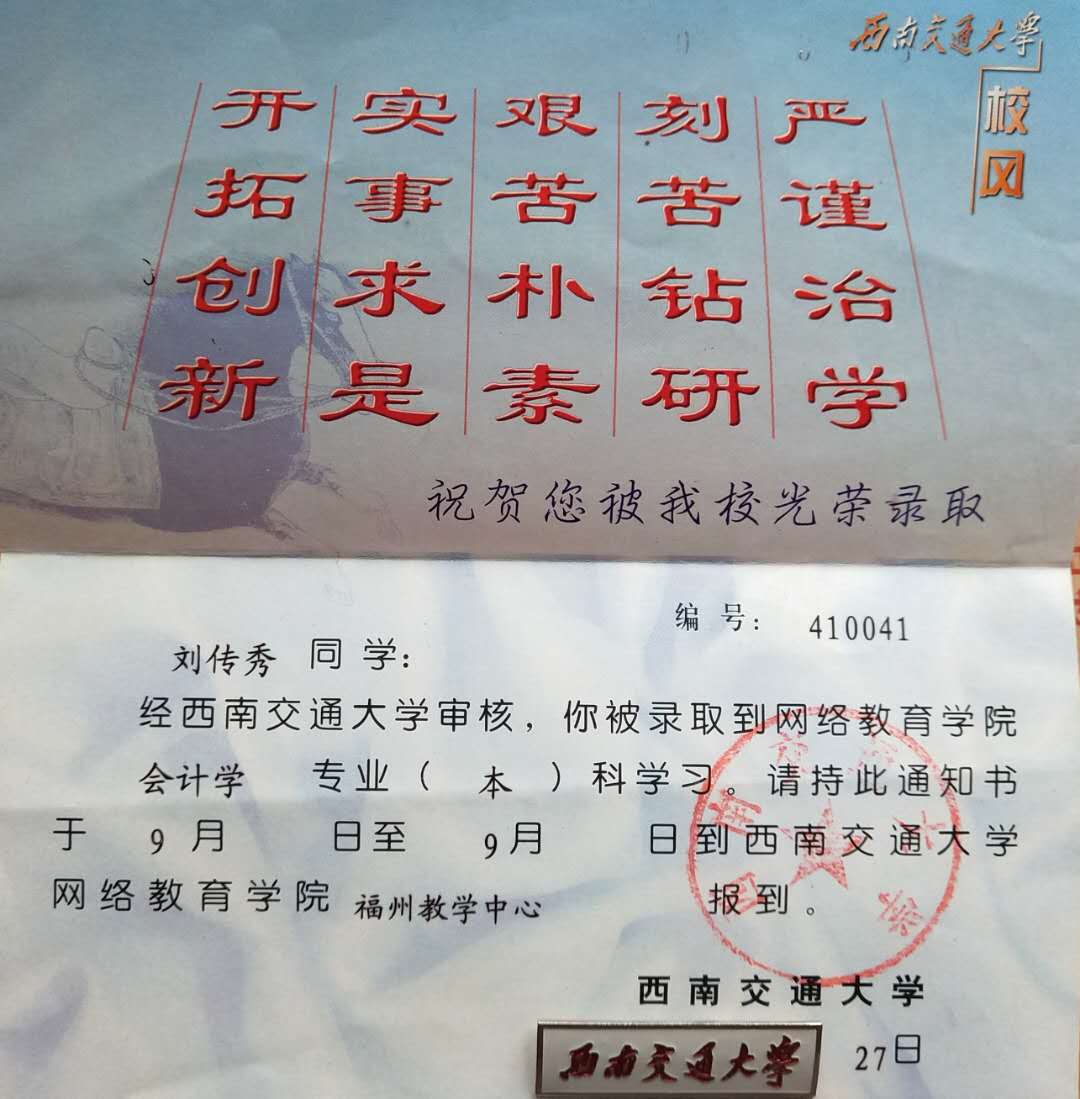 西南交通大学
校风
严谨治学
刻苦钻研
艰苦朴素
实事求是
开拓创新
祝贺您被我校光荣录取
编号: 410041
刘传秀 同学:
经西南交通大学审核，你被录取到网络教育学院
会计学 专业（ 本 ）科学习。请持此通知书
于 9 月 日至 9月 日到西南交通大学
网络教育学院 福州教学中心 报到。
西南交通大学
27日
西南交通大學